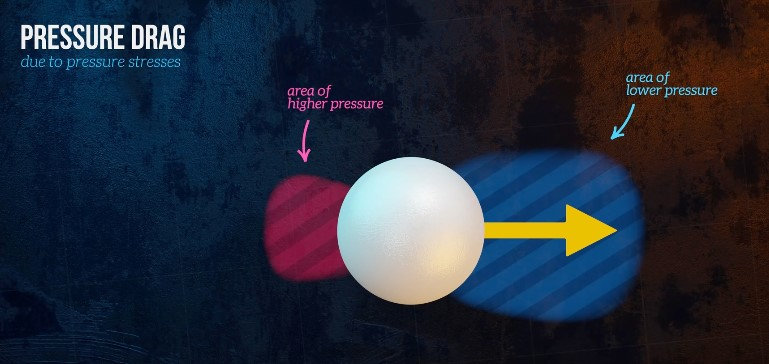 PRESSURE DRAG
due to pressure stresses
area of
higher pressure
area of
lower pressure